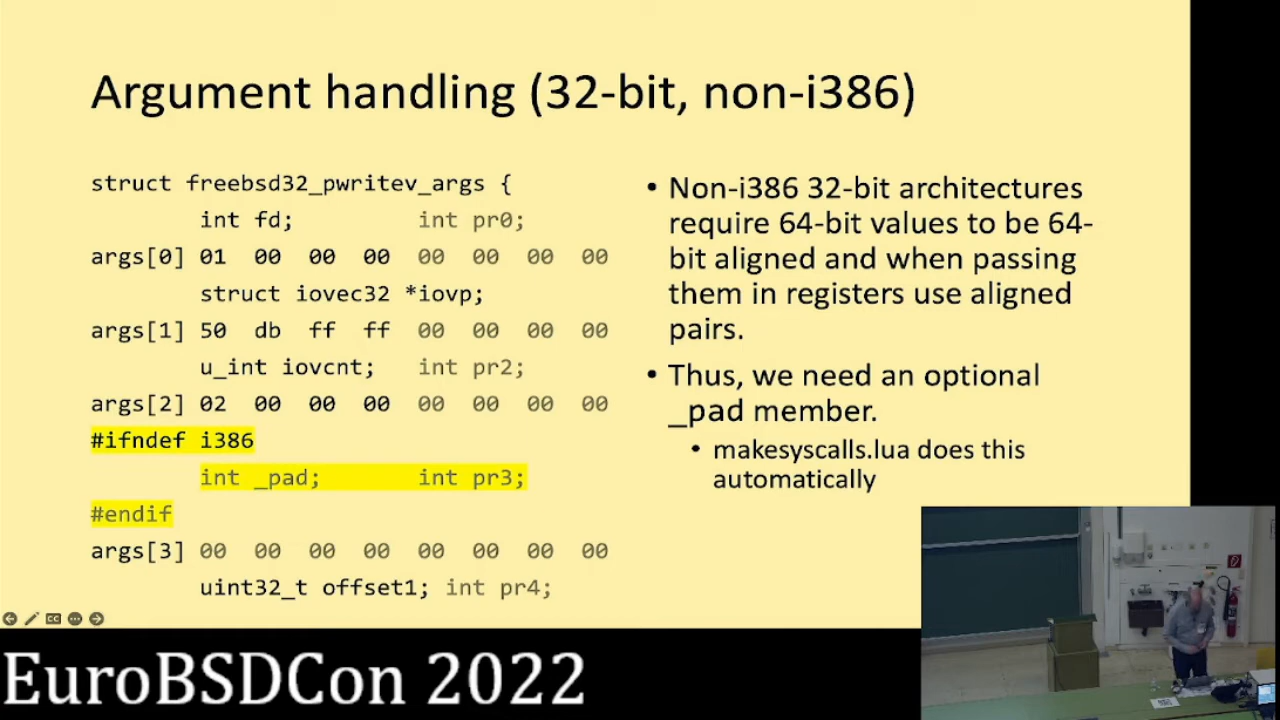 Argument handling (32-bit, non-i386)
struct freebsd32_pwritev_args {
int fd; int pr0;
args[0] 01 00 00 00 00 00 00 00
struct iovec32 *iovp;
args[1] 50 db ff ff 00 00 00 00
u_int iovcnt; int pr2;
args[2] 02 00 00 00 00 00 00 00
#ifndef i386
int _pad; int pr3;
#endif
args[3] 00 00 00 00 00 00 00 00
uint32_t offset1; int pr4;
• Non-i386 32-bit architectures
require 64-bit values to be 64-
bit aligned and when passing
them in registers use aligned
pairs.
• Thus, we need an optional
_pad member.
• makesyscalls.lua does this
automatically
CC
EuroBSDCon 2022